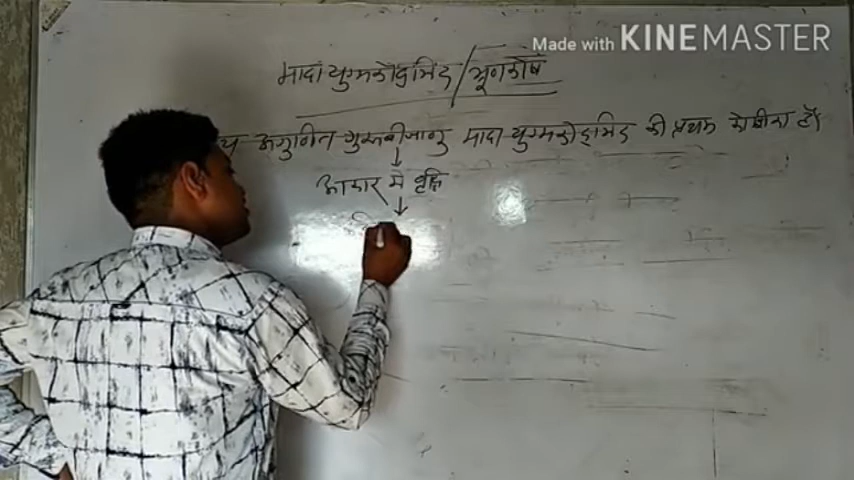 Made with KINEMASTER
मादा युग्मकोद्भिद / भ्रूणकोष
अगुणित गुरुबीजाणु मादा युग्मकोद्भिद की प्रथम कोशीका है।
↓
आकार में वृद्धि
↓